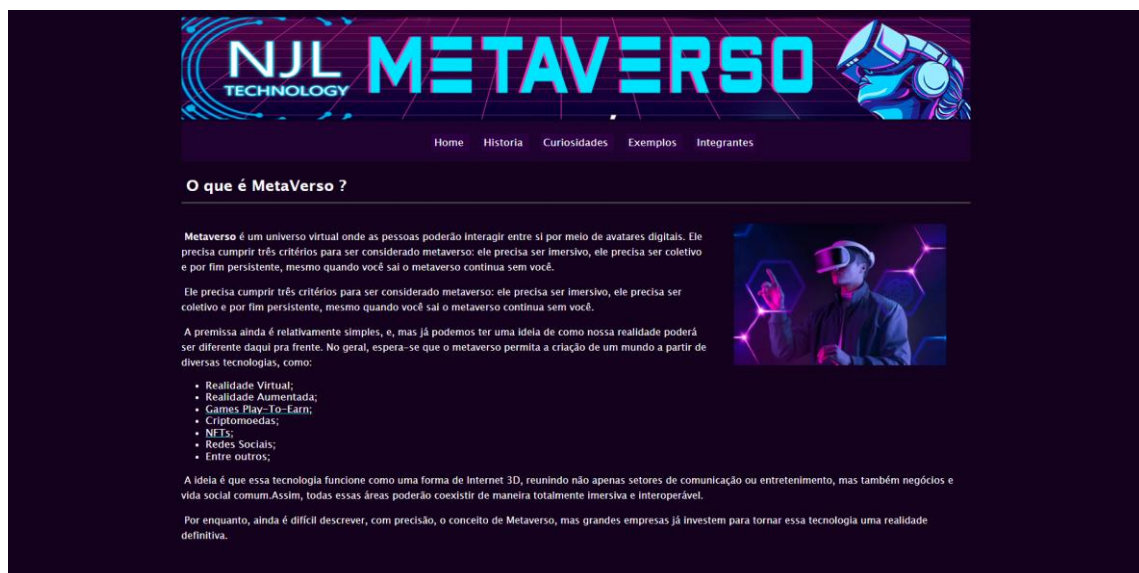 NJL
TECHNOLOGY
METAVERSO
Home Historia Curiosidades Exemplos Integrantes
O que é MetaVerso ?
Metaverso é um universo virtual onde as pessoas poderão interagir entre si por meio de avatares digitais. Ele
precisa cumprir três critérios para ser considerado metaverso: ele precisa ser imersivo, ele precisa ser coletivo
e por fim persistente, mesmo quando você sai o metaverso continua sem você.
Ele precisa cumprir três critérios para ser considerado metaverso: ele precisa ser imersivo, ele precisa ser
coletivo e por fim persistente, mesmo quando você sai o metaverso continua sem você.
A premissa ainda é relativamente simples, e, mas já podemos ter uma ideia de como nossa realidade poderá
ser diferente daqui pra frente. No geral, espera-se que o metaverso permita a criação de um mundo a partir de
diversas tecnologias, como:
• Realidade Virtual;
• Realidade Aumentada;
• Games Play-To-Earn;
• Criptomoedas;
• NFTs;
• Redes Sociais;
• Entre outros;
A ideia é que essa tecnologia funcione como uma forma de Internet 3D, reunindo não apenas setores de comunicação ou entretenimento, mas também negócios e
vida social comum.Assim, todas essas áreas poderão coexistir de maneira totalmente imersiva e interoperável.
Por enquanto, ainda é difícil descrever, com precisão, o conceito de Metaverso, mas grandes empresas já investem para tornar essa tecnologia uma realidade
definitiva.